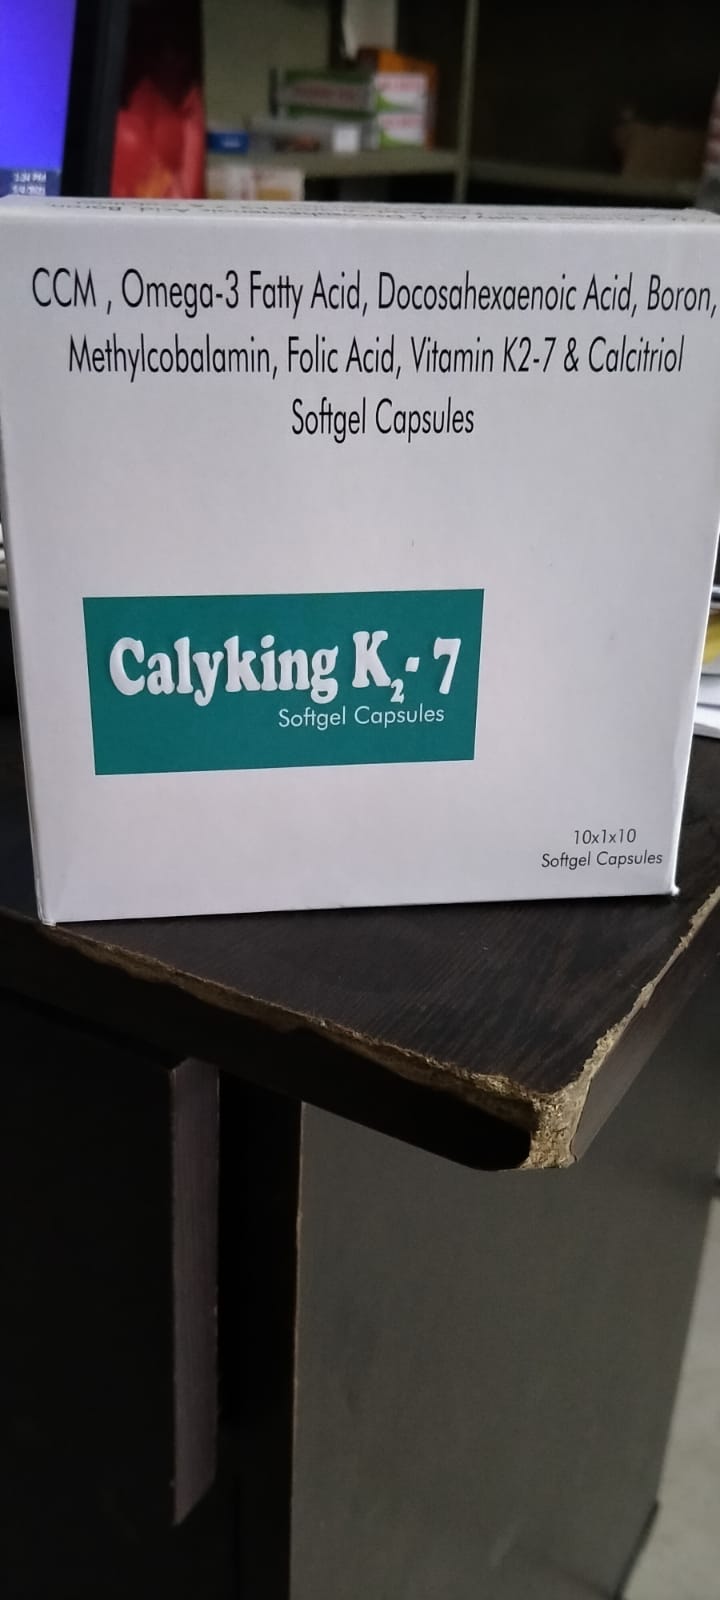 CCM , Omega-3 Fatty Acid, Docosahexaenoic Acid, Boron,
Methylcobalamin, Folic Acid, Vitamin K2-7 & Calcitriol
Softgel Capsules
Calyking K₂-7
Softgel Capsules
10x1x10
Softgel Capsules